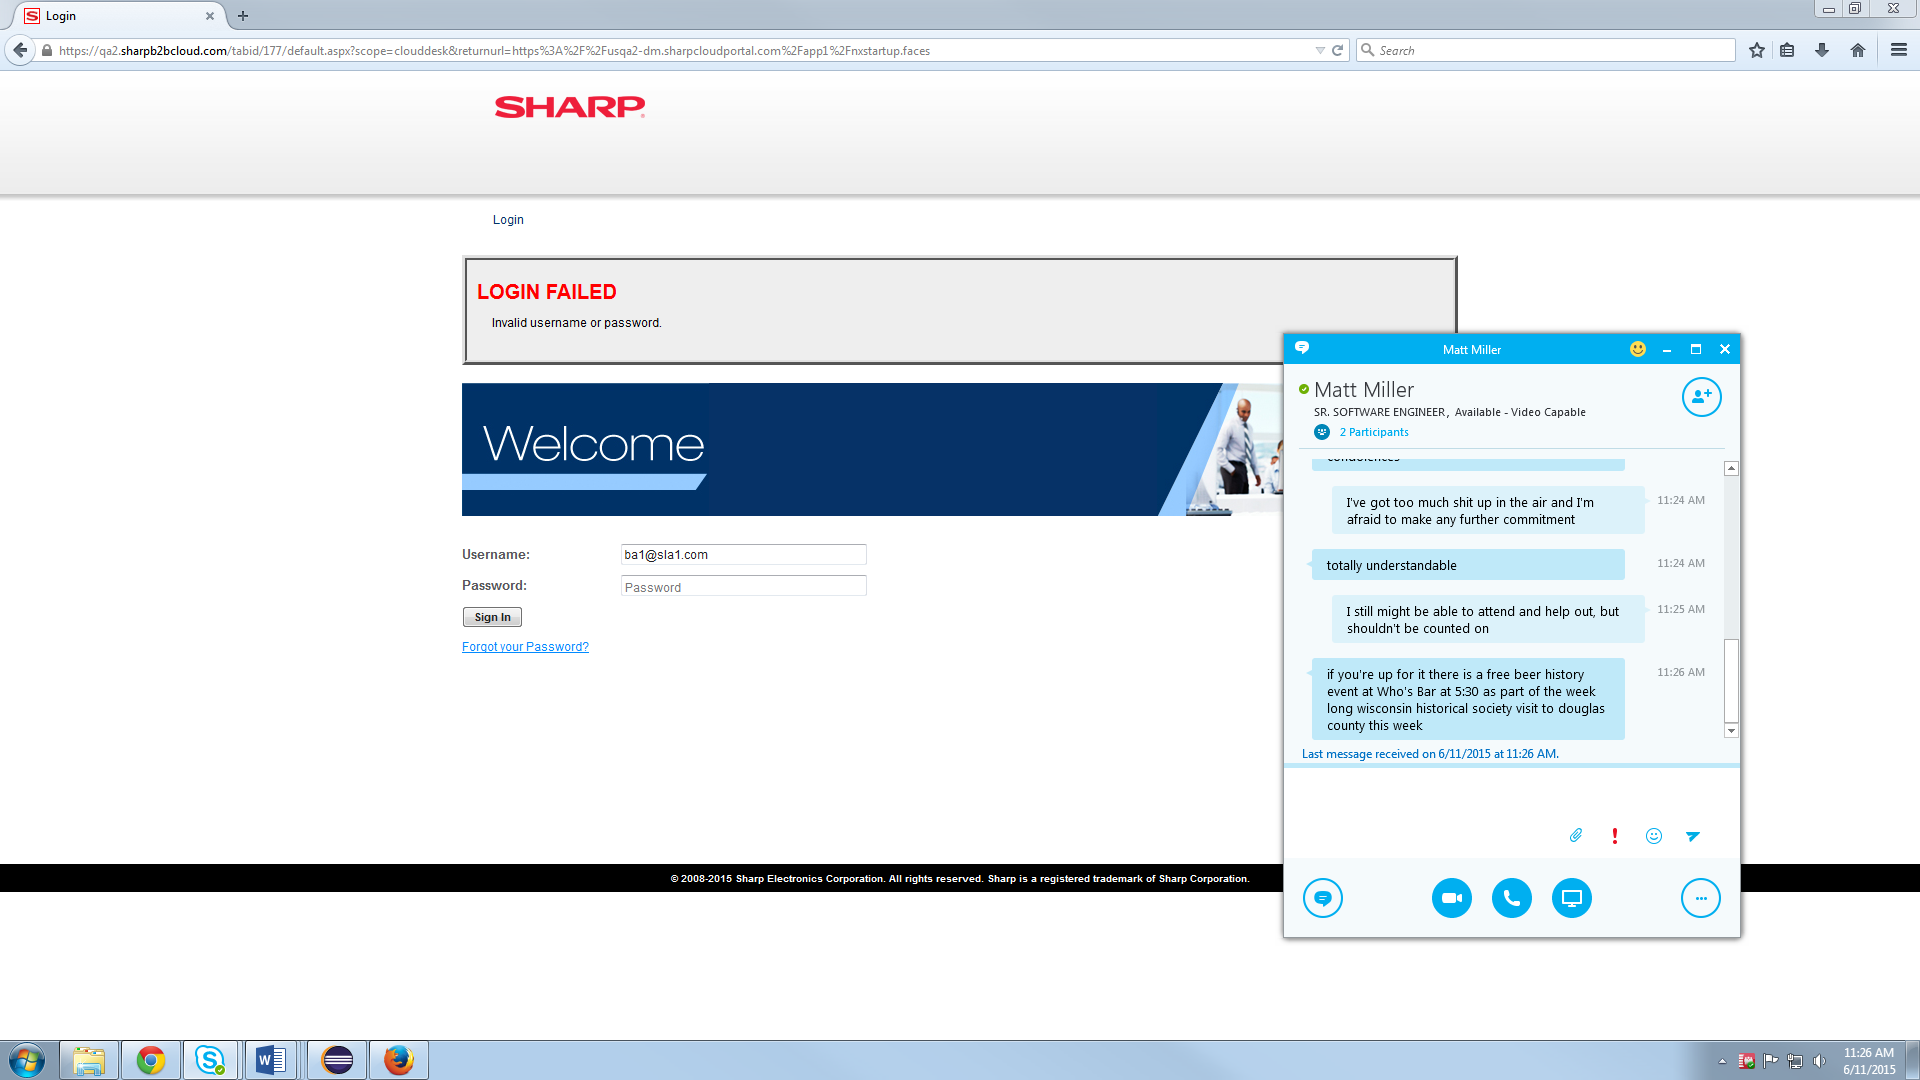 Login
https://qa2.sharpb2bcloud.com/tabid/177/default.aspx?scope=clouddesk&returnurl=https%3A%2F%2Fusqa2-dm.sharpcloudportal.com%2Fapp1%2Fnxstartup.faces
Search
SHARP
Login
LOGIN FAILED
Invalid username or password.
Welcome
Username:
ba1@sla1.com
Password:
Password
Sign In
Forgot your Password?
© 2008-2015 Sharp Electronics Corporation. All rights reserved. Sharp is a registered trademark of Sharp Corporation.
Matt Miller
Matt Miller
SR. SOFTWARE ENGINEER, Available - Video Capable
2 Participants
condolences
I've got too much shit up in the air and I'm
afraid to make any further commitment
11:24 AM
totally understandable
11:24 AM
I still might be able to attend and help out, but
shouldn't be counted on
11:25 AM
if you're up for it there is a free beer history
event at Who's Bar at 5:30 as part of the week
long wisconsin historical society visit to douglas
county this week
11:26 AM
Last message received on 6/11/2015 at 11:26 AM.
11:26 AM
6/11/2015